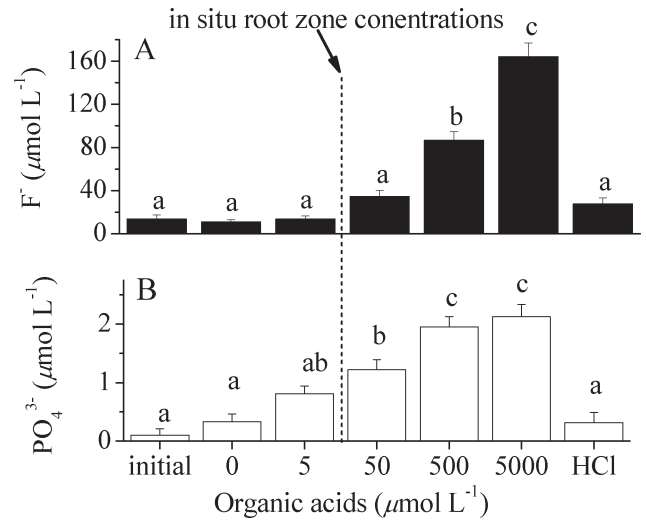 in situ root zone conentrations
A
F⁻ (μmol L⁻¹)
160
120
80
40
0
a
a
a
a
b
c
a
B
PO₄³⁻ (μmol L⁻¹)
2
1
0
a
a
ab
b
c
c
a
initial 0 5 50 500 5000 HCl
Organic acids (μmol L⁻¹)